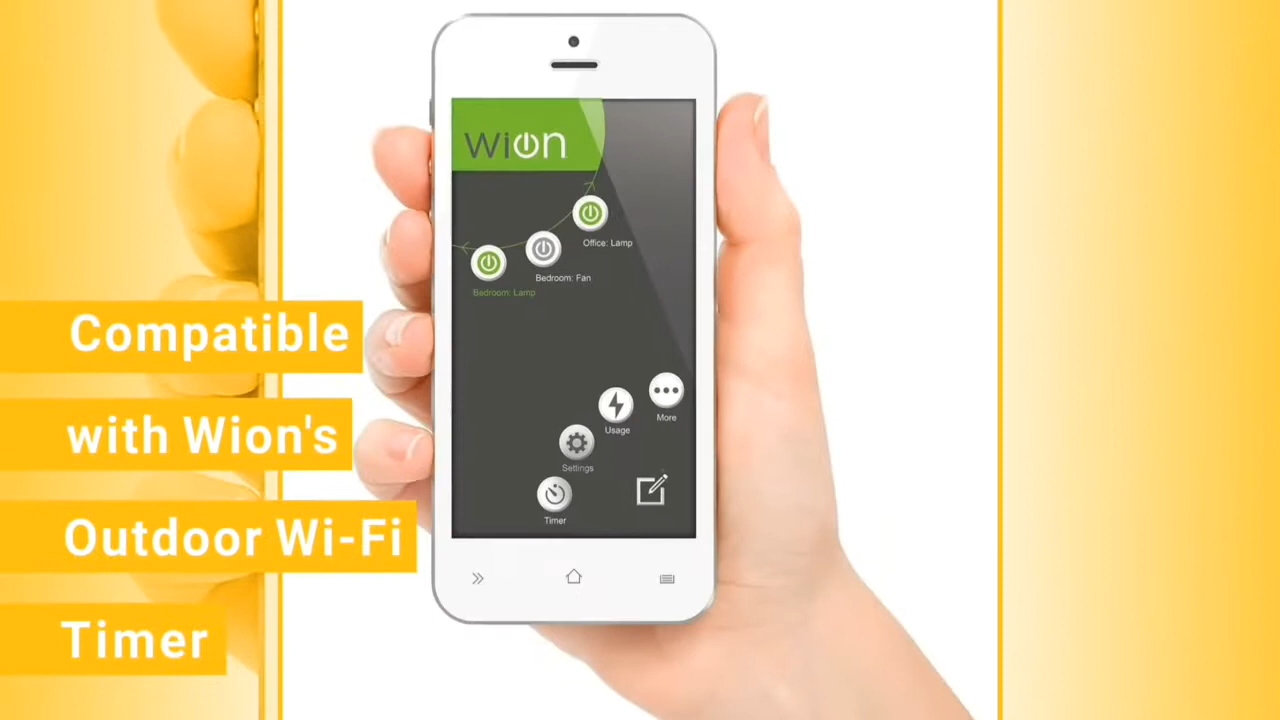 wion
Office: Lamp
Bedroom: Fan
Bedroom: Lamp
More
Usage
Settings
Timer
Compatible
with Wion's
Outdoor Wi-Fi
Timer